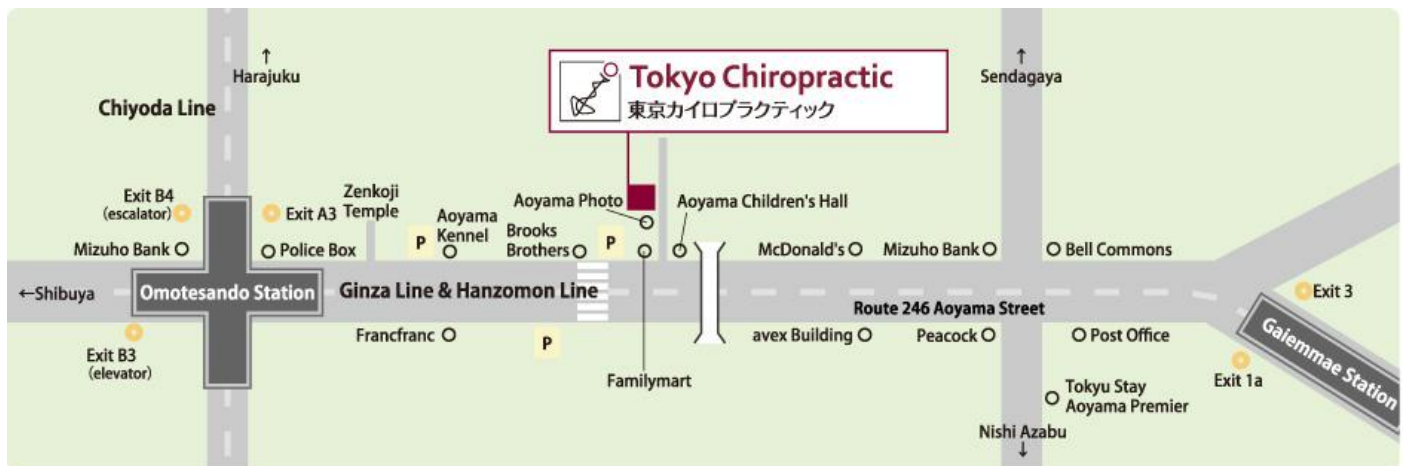 ↑
Harajuku
Chiyoda Line
Tokyo Chiropractic
東京カイロプラクティック
↑
Sendagaya
Exit B4
(escalator)
Exit A3
Zenkoji
Temple
Aoyama Photo
Aoyama Children's Hall
Mizuho Bank
Police Box
P
Aoyama
Kennel
Brooks
Brothers
P
McDonald's
Mizuho Bank
Bell Commons
←Shibuya
Omotesando Station
Ginza Line & Hanzomon Line
Route 246 Aoyama Street
Exit 3
Gaiemmae Station
Exit B3
(elevator)
Francfranc
P
Familymart
avex Building
Peacock
Post Office
Exit 1a
Tokyu Stay
Aoyama Premier
Nishi Azabu
↓